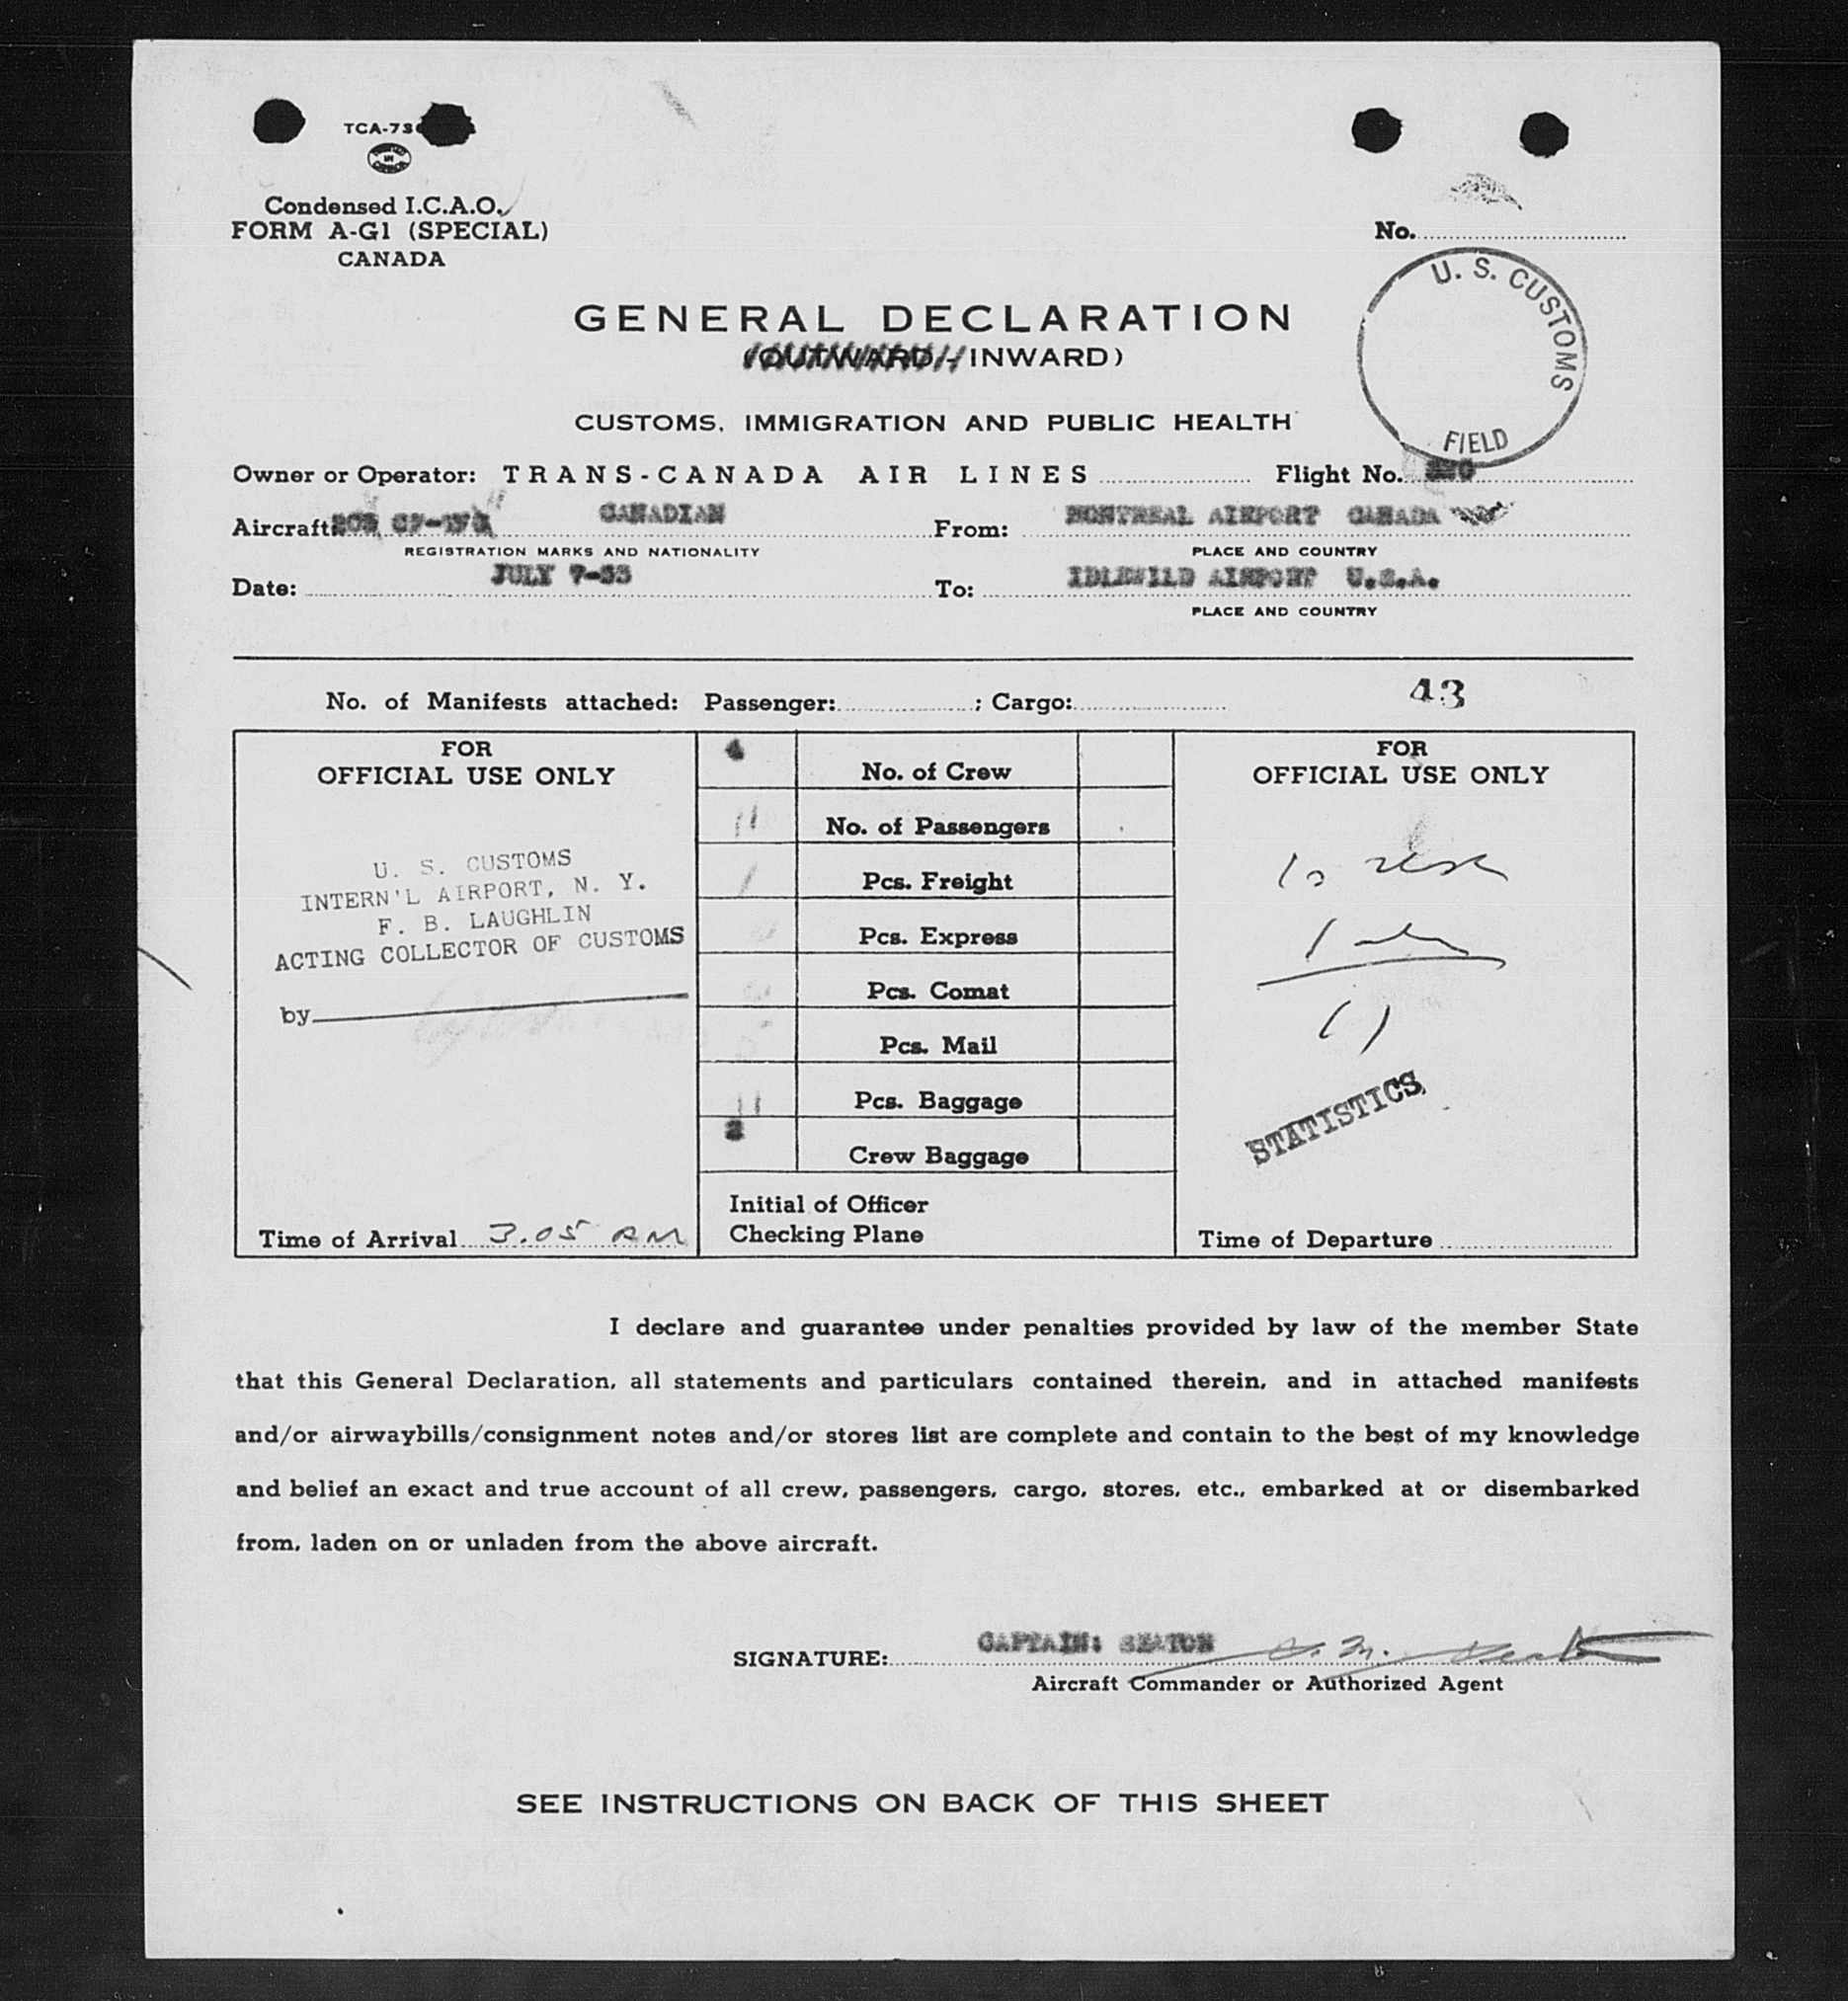 TCA-73
Condensed I.C.A.O.
FORM A-G1 (SPECIAL)
CANADA
No.
U. S. CUSTOMS
FIELD
GENERAL DECLARATION
(OUTWARD - INWARD)
CUSTOMS, IMMIGRATION AND PUBLIC HEALTH
Owner or Operator: TRANS-CANADA AIR LINES Flight No.
Aircraft: CANADIAN From: MONTREAL AIRPORT CANADA
REGISTRATION MARKS AND NATIONALITY PLACE AND COUNTRY
Date: JULY 7-53 To: IDLEWILD AIRPORT U.S.A.
PLACE AND COUNTRY
No. of Manifests attached: Passenger: ; Cargo: 43
FOR
OFFICIAL USE ONLY
U. S. CUSTOMS
INTERN'L AIRPORT, N. Y.
F. B. LAUGHLIN
ACTING COLLECTOR OF CUSTOMS
by
Time of Arrival 3.05 AM
4 No. of Crew
11 No. of Passengers
1 Pcs. Freight
Pcs. Express
Pcs. Comat
Pcs. Mail
11 Pcs. Baggage
2 Crew Baggage
Initial of Officer
Checking Plane
FOR
OFFICIAL USE ONLY
10
1
11
STATISTICS
Time of Departure
I declare and guarantee under penalties provided by law of the member State
that this General Declaration, all statements and particulars contained therein, and in attached manifests
and/or airwaybills/consignment notes and/or stores list are complete and contain to the best of my knowledge
and belief an exact and true account of all crew, passengers, cargo, stores, etc., embarked at or disembarked
from, laden on or unladen from the above aircraft.
SIGNATURE: CAPTAIN: SEATON
Aircraft Commander or Authorized Agent
SEE INSTRUCTIONS ON BACK OF THIS SHEET